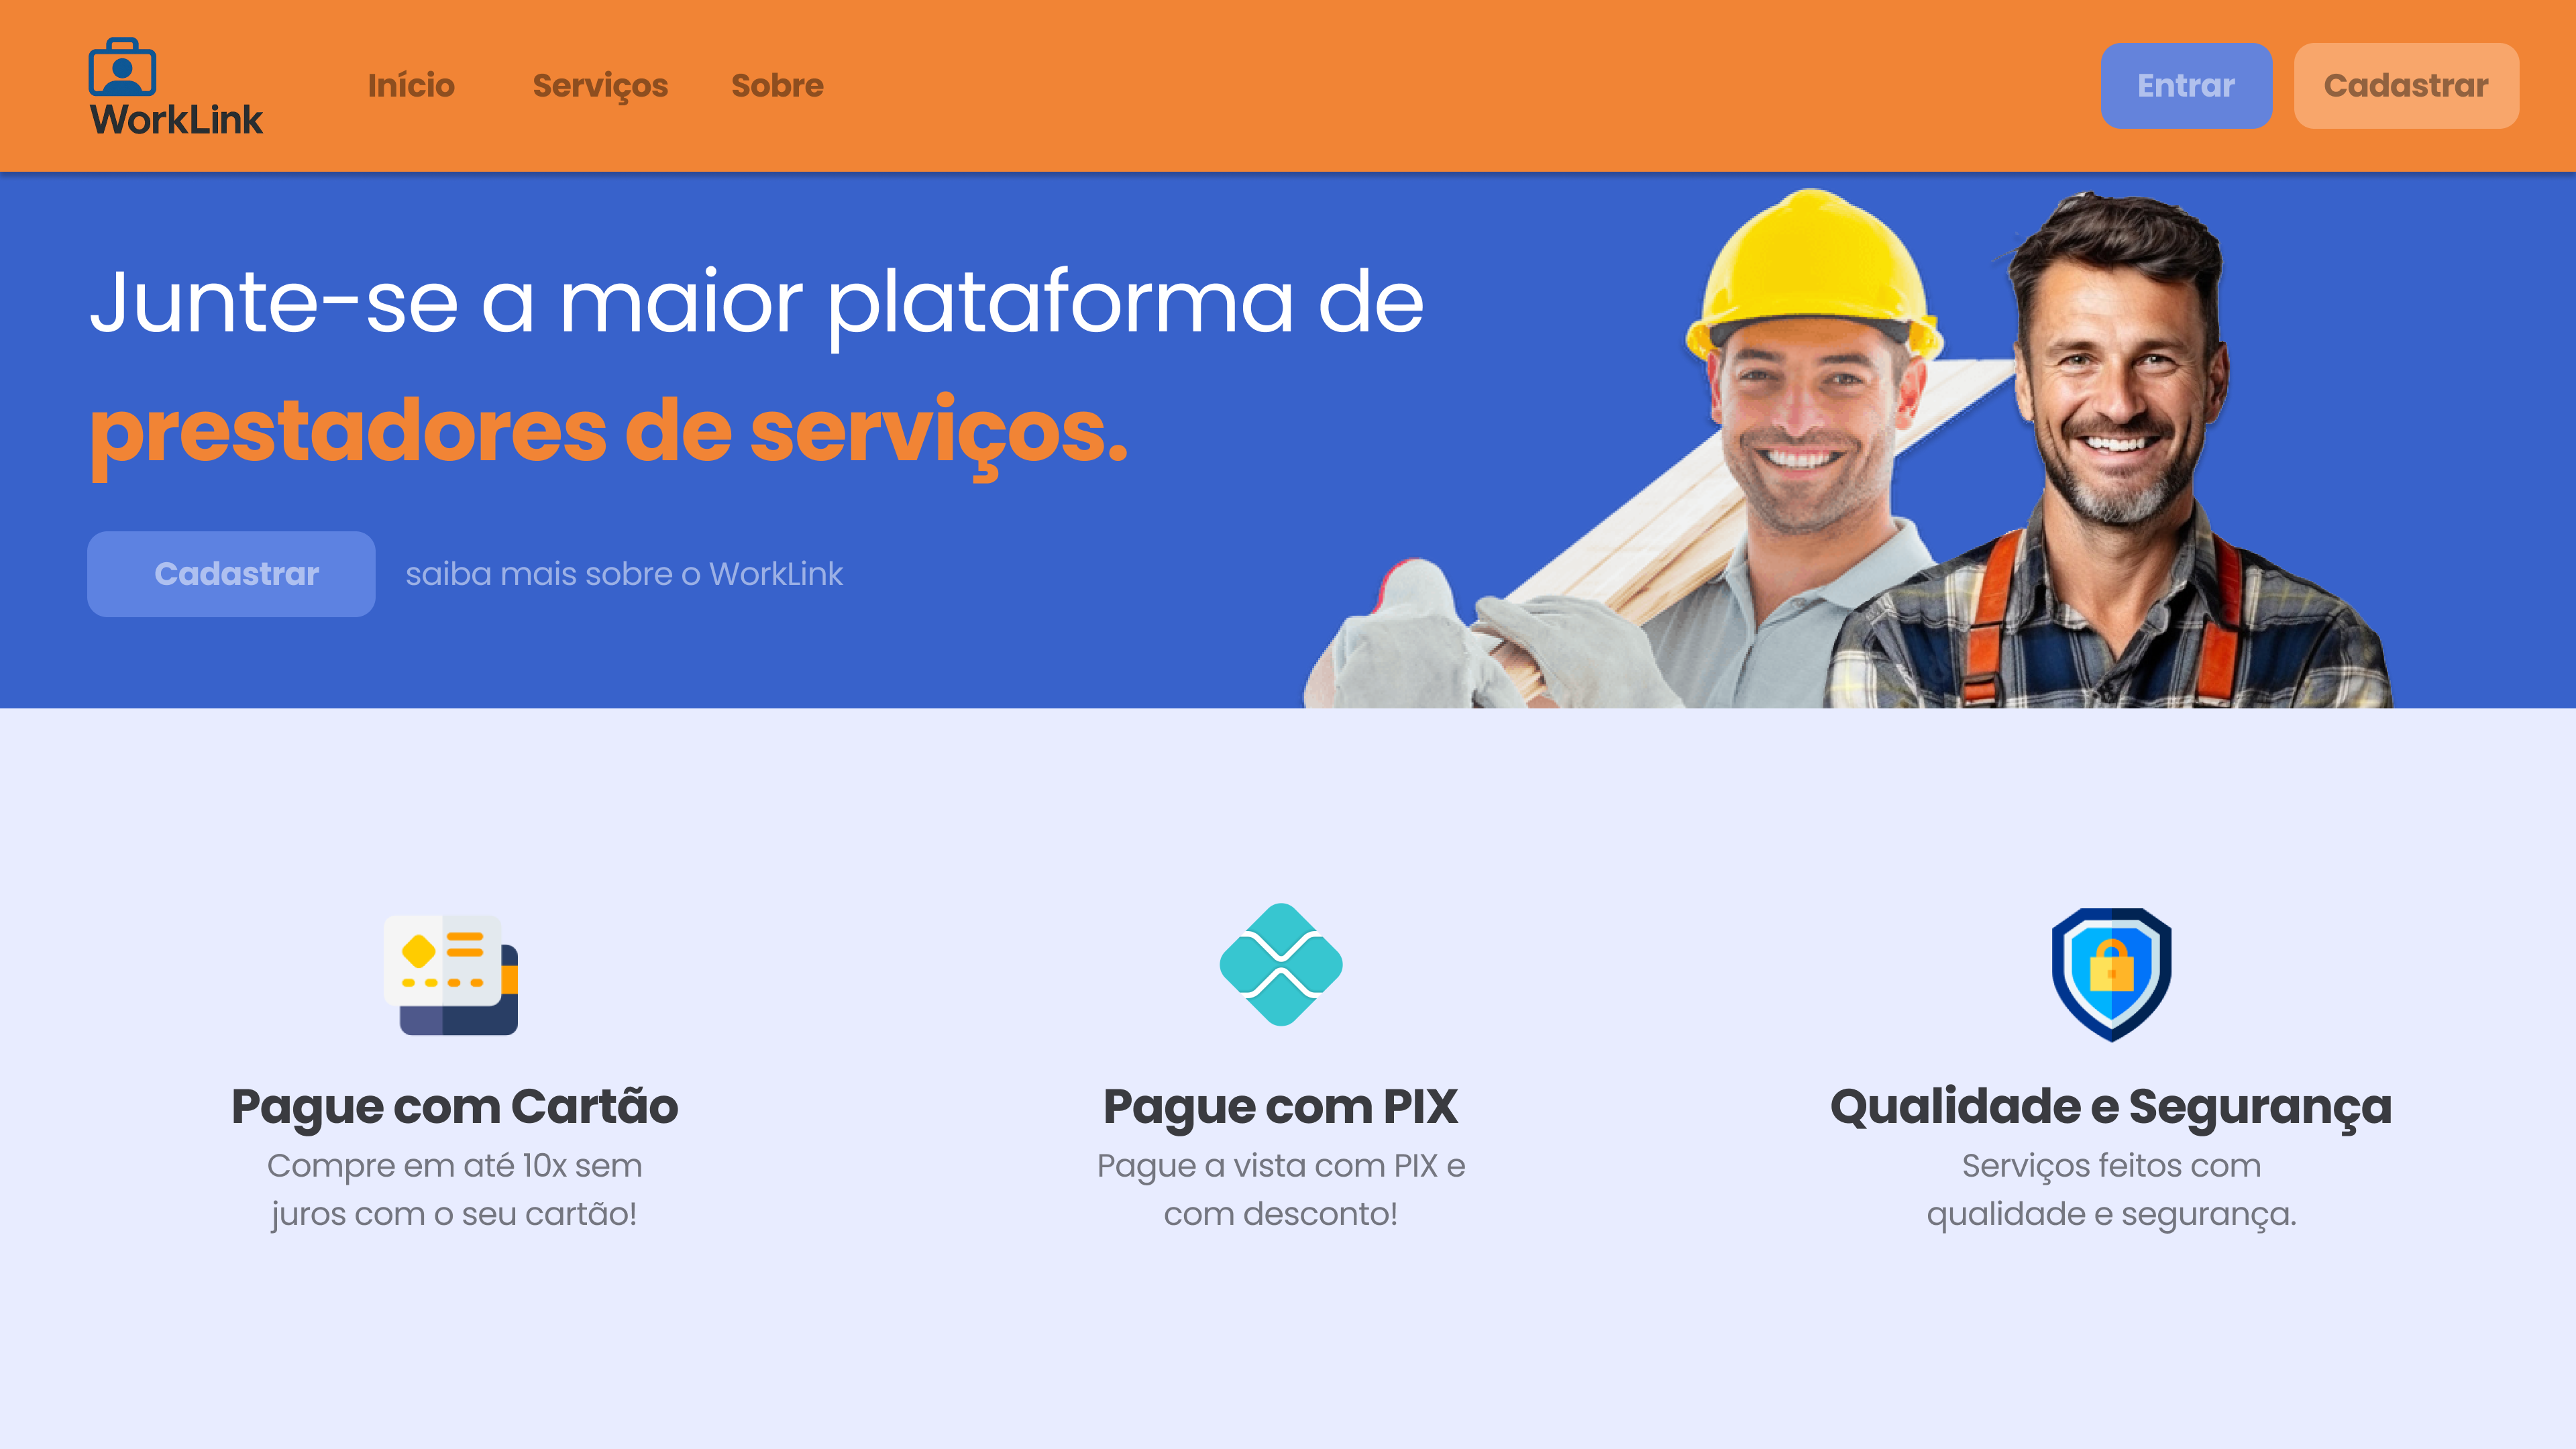 WorkLink
Início
Serviços
Sobre
Entrar
Cadastrar
Junte-se a maior plataforma de
prestadores de serviços.
Cadastrar
saiba mais sobre o WorkLink
Pague com Cartão
Compre em até 10x sem
juros com o seu cartão!
Pague com PIX
Pague a vista com PIX e
com desconto!
Qualidade e Segurança
Serviços feitos com
qualidade e segurança.